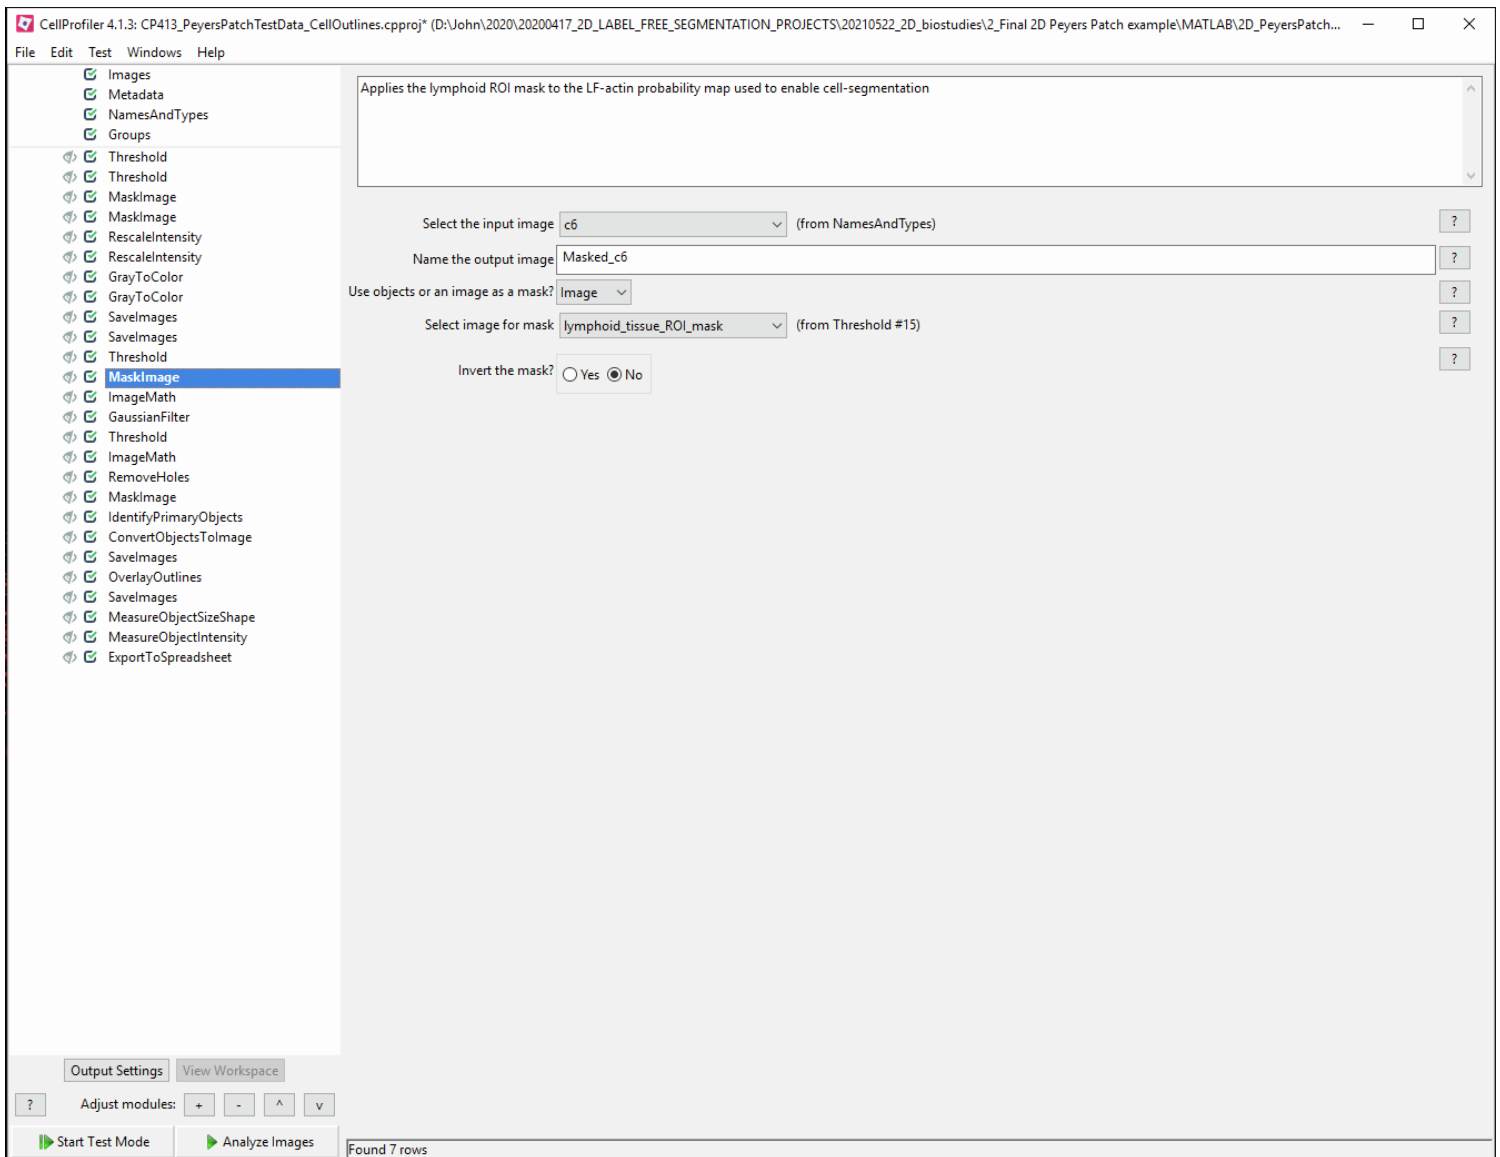 CellProfiler 4.1.3: CP413_PeyersPatchTestData_CellOutlines.cpproj* (D:\John\2020\20200417_2D_LABEL_FREE_SEGMENTATION_PROJECTS\20210522_2D_biostudies\2_Final 2D Peyers Patch example\MATLAB\2D_PeyersPatch...
File Edit Test Windows Help
Images
Metadata
NamesAndTypes
Groups
Threshold
Threshold
MaskImage
MaskImage
RescaleIntensity
RescaleIntensity
GrayToColor
GrayToColor
SaveImages
SaveImages
Threshold
MaskImage
ImageMath
GaussianFilter
Threshold
ImageMath
RemoveHoles
MaskImage
IdentifyPrimaryObjects
ConvertObjectsToImage
SaveImages
OverlayOutlines
SaveImages
MeasureObjectSizeShape
MeasureObjectIntensity
ExportToSpreadsheet
Output Settings View Workspace
? Adjust modules: + - ^ v
Start Test Mode Analyze Images
Applies the lymphoid ROI mask to the LF-actin probability map used to enable cell-segmentation
Select the input image c6 (from NamesAndTypes) ?
Name the output image Masked_c6 ?
Use objects or an image as a mask? Image ?
Select image for mask lymphoid_tissue_ROI_mask (from Threshold #15) ?
Invert the mask? Yes No ?
Found 7 rows